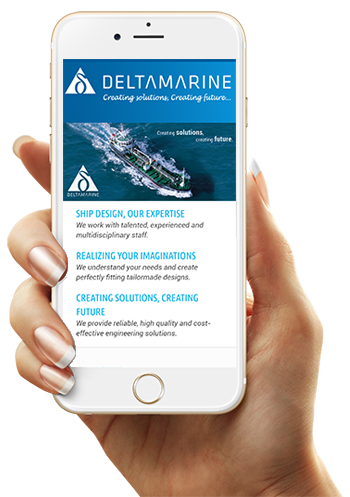 DELTAMARINE
Creating solutions, Creating future...
Creating solutions,
creating future.
DELTAMARINE
SHIP DESIGN, OUR EXPERTISE
We work with talented, experienced and
multidisciplinary staff.
REALIZING YOUR IMAGINATIONS
We understand your needs and create
perfectly fitting tailormade designs.
CREATING SOLUTIONS, CREATING
FUTURE
We provide reliable, high quality and cost-
effective engineering solutions.